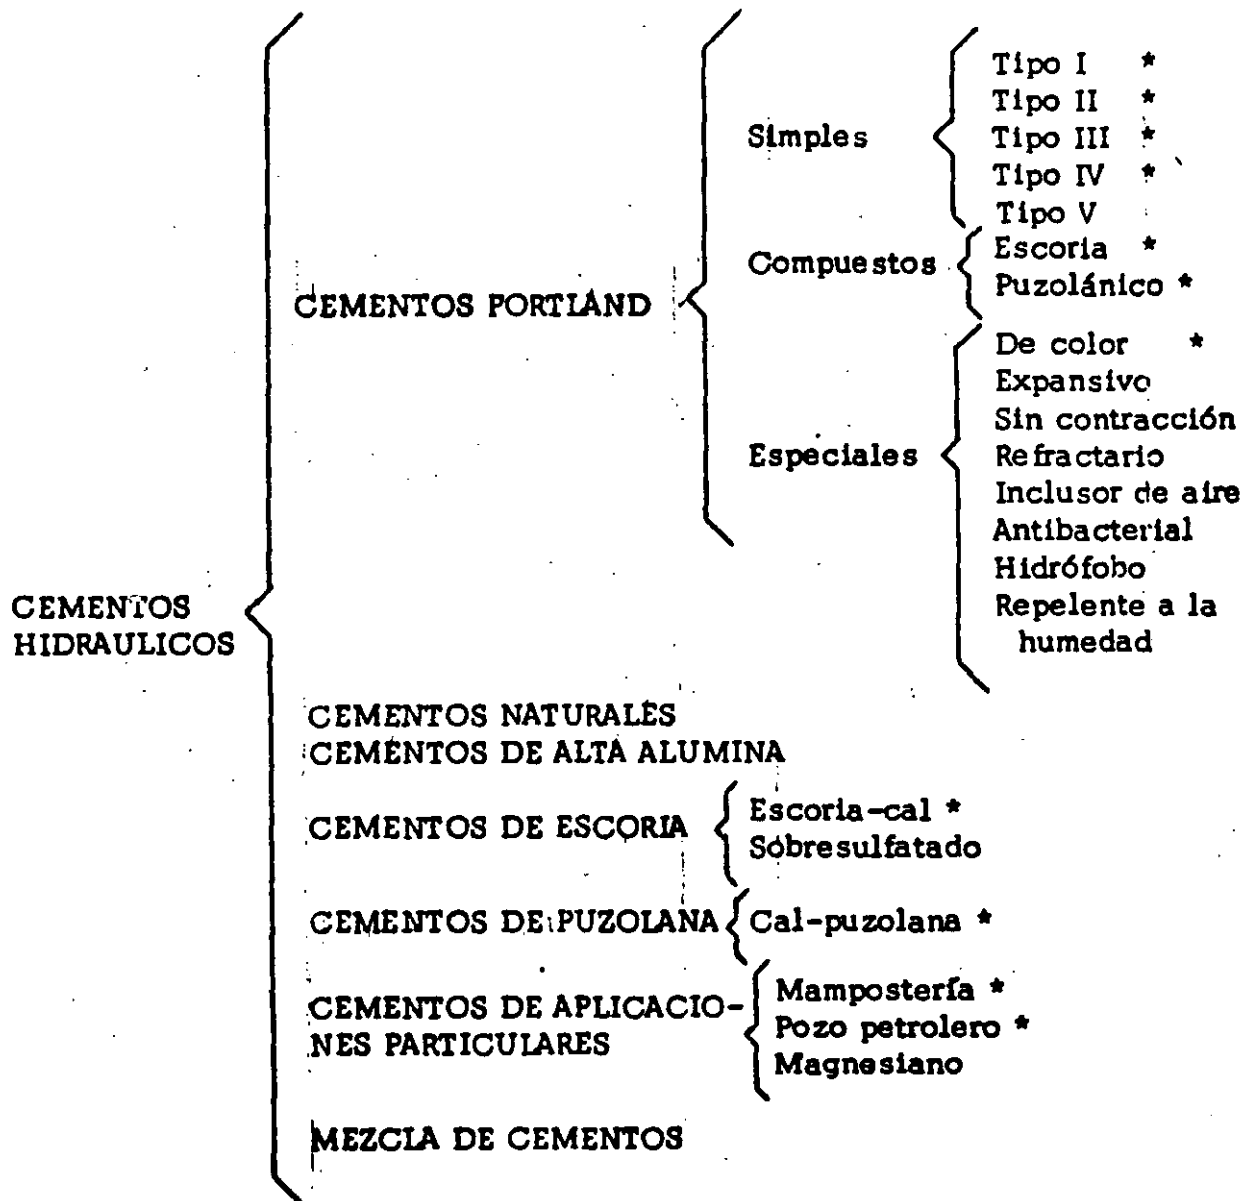 Tipo I *
Tipo II *
Simples
Tipo III *
Tipo IV *
Tipo V
Compuestos
Escoria *
Puzolánico *
CEMENTOS PORTLAND
De color *
Expansivo
Sin contracción
Especiales
Refractario
Inclusor de aire
Antibacterial
Hidrófobo
Repelente a la
humedad
CEMENTOS
HIDRAULICOS
CEMENTOS NATURALES
CEMENTOS DE ALTA ALUMINA
CEMENTOS DE ESCORIA
Escoria-cal *
Sobresulfatado
CEMENTOS DE PUZOLANA
Cal-puzolana *
CEMENTOS DE APLICACIO-
NES PARTICULARES
Mampostería *
Pozo petrolero *
Magnesiano
MEZCLA DE CEMENTOS